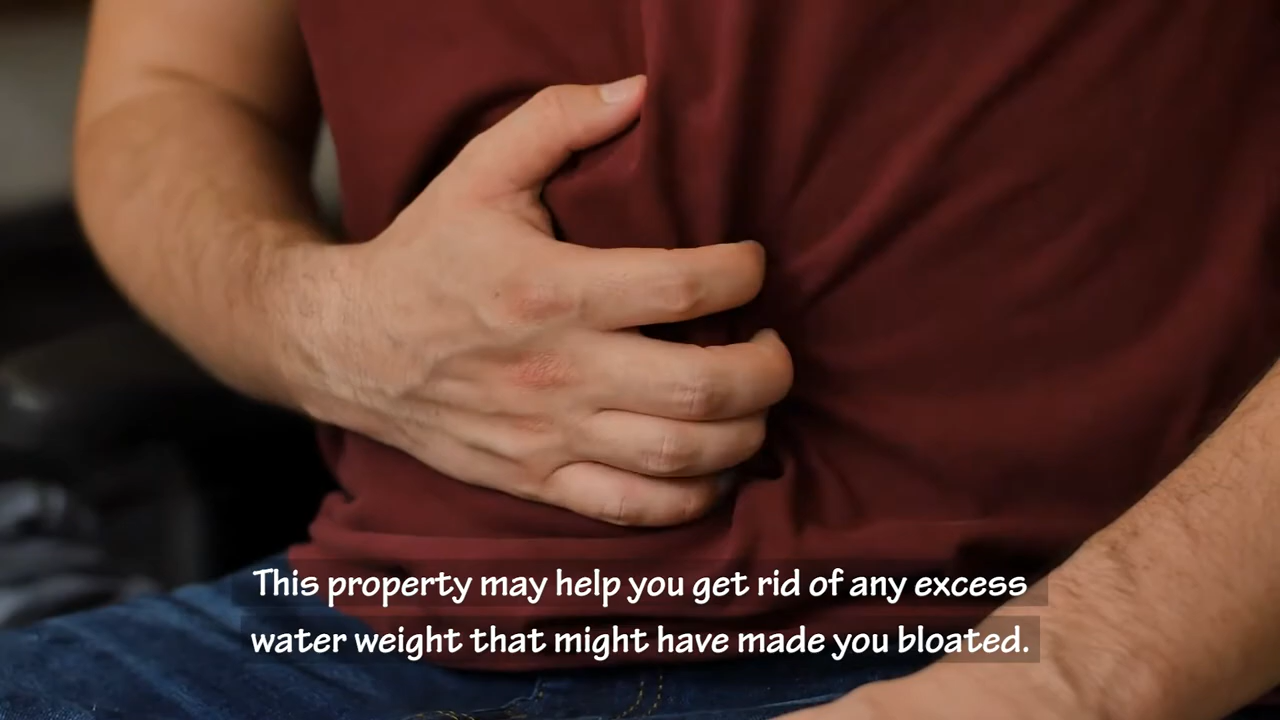 This property may help you get rid of any excess
water weight that might have made you bloated.